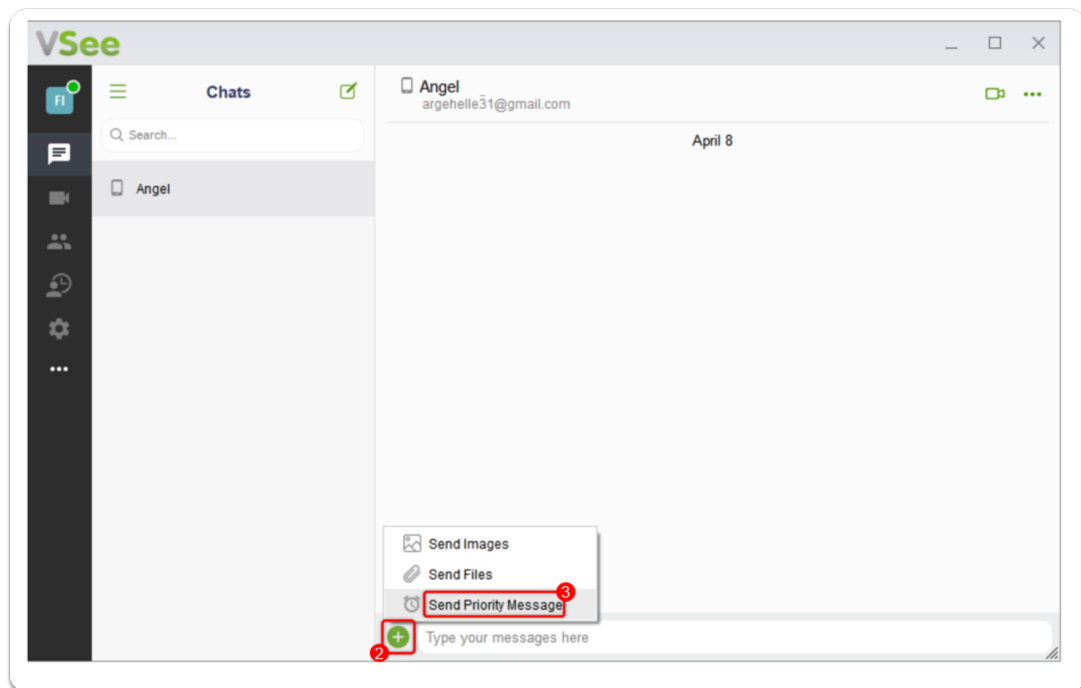 VSee
FI
Chats
Search...
Angel
Angel
argehelle31@gmail.com
April 8
Send Images
Send Files
3
Send Priority Message
Type your messages here
2